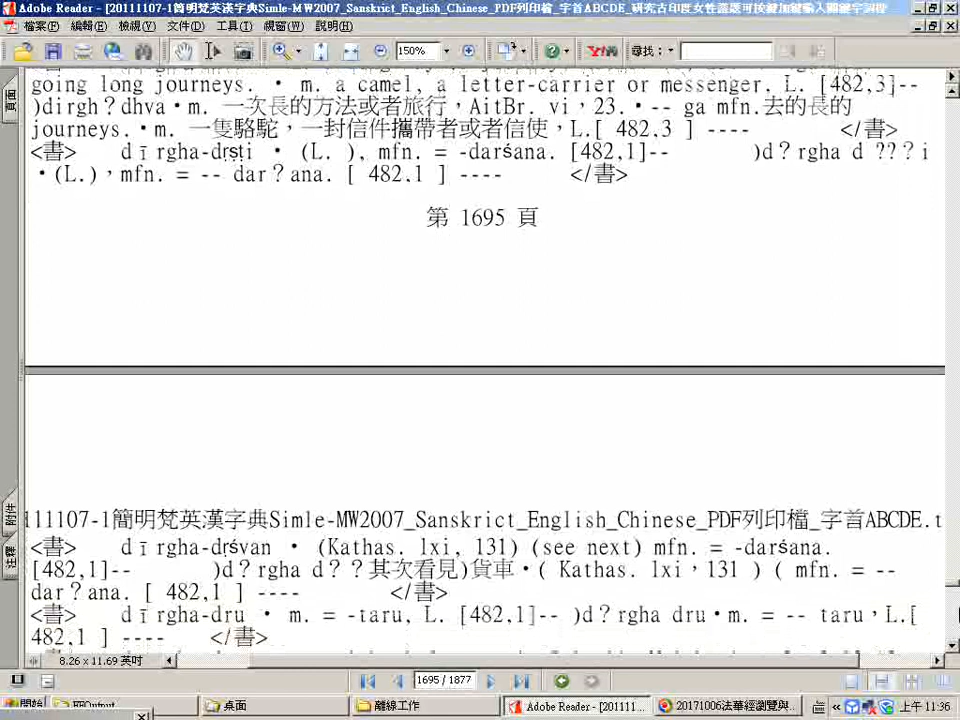 Adobe Reader - [20111107-1簡明梵英漢字典Simle-MW2007_Sanskrict_English_Chinese_PDF列印檔_字首ABCDE_研究古印度女性議題可按鍵加鍵輸入關鍵字詞搜
檔案(F) 編輯(E) 檢視(V) 文件(D) 工具(T) 視窗(W) 說明(H)
150% 尋找:
頁面
going long journeys. • m. a camel, a letter-carrier or messenger, L. [482,3]--
)dirgh?dhva•m. 一次長的方法或者旅行，AitBr. vi，23.•-- ga mfn.去的長的
journeys.•m. 一隻駱駝，一封信件攜帶者或者信使，L.[ 482,3 ] ---- </書>
<書> dīrgha-dṛṣṭi • (L. ), mfn. = -darśana. [482,1]-- )d?rgha d ???i
•(L.)，mfn. = -- dar?ana. [ 482,1 ] ---- </書>
第 1695 頁
附件
註釋
111107-1簡明梵英漢字典Simle-MW2007_Sanskrict_English_Chinese_PDF列印檔_字首ABCDE.t
<書> dīrgha-dṛśvan • (Kathas. lxi, 131) (see next) mfn. = -darśana.
[482,1]-- )d?rgha d??其次看見)貨車•( Kathas. lxi，131 ) ( mfn. = --
dar?ana. [ 482,1 ] ---- </書>
<書> dīrgha-dru • m. = -taru, L. [482,1]-- )d?rgha dru•m. = -- taru，L.[
482,1 ] ---- </書>
8.26 x 11.69 英吋
1695 / 1877
開始 FFOutput 桌面 離線工作 Adobe Reader - [201111... 20171006法華經瀏覽與... 上午 11:36